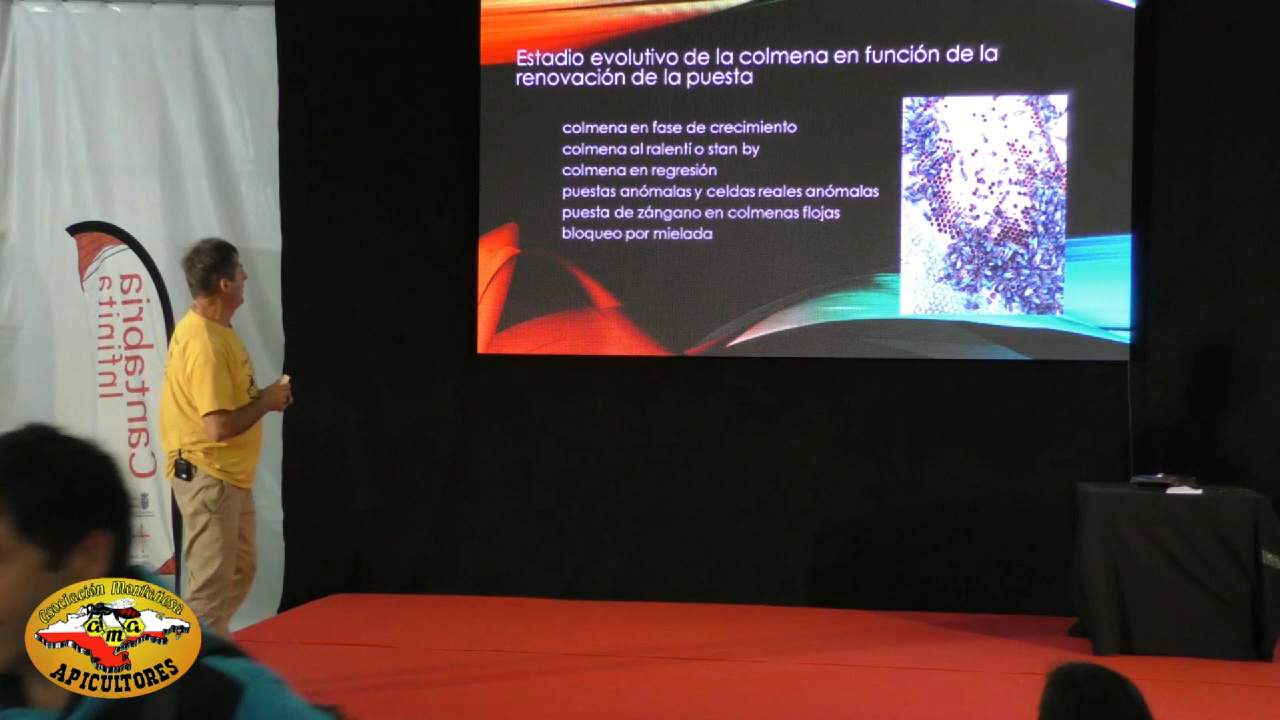 Estadio evolutivo de la colmena en función de la
renovación de la puesta
colmena en fase de crecimiento
colmena al ralentí o stan by
colmena en regresión
puestas anómalas y celdas reales anómalas
puesta de zángano en colmenas flojas
bloqueo por mielada
Cantabria
infinita
Asociación Montañesa
ama
APICULTORES